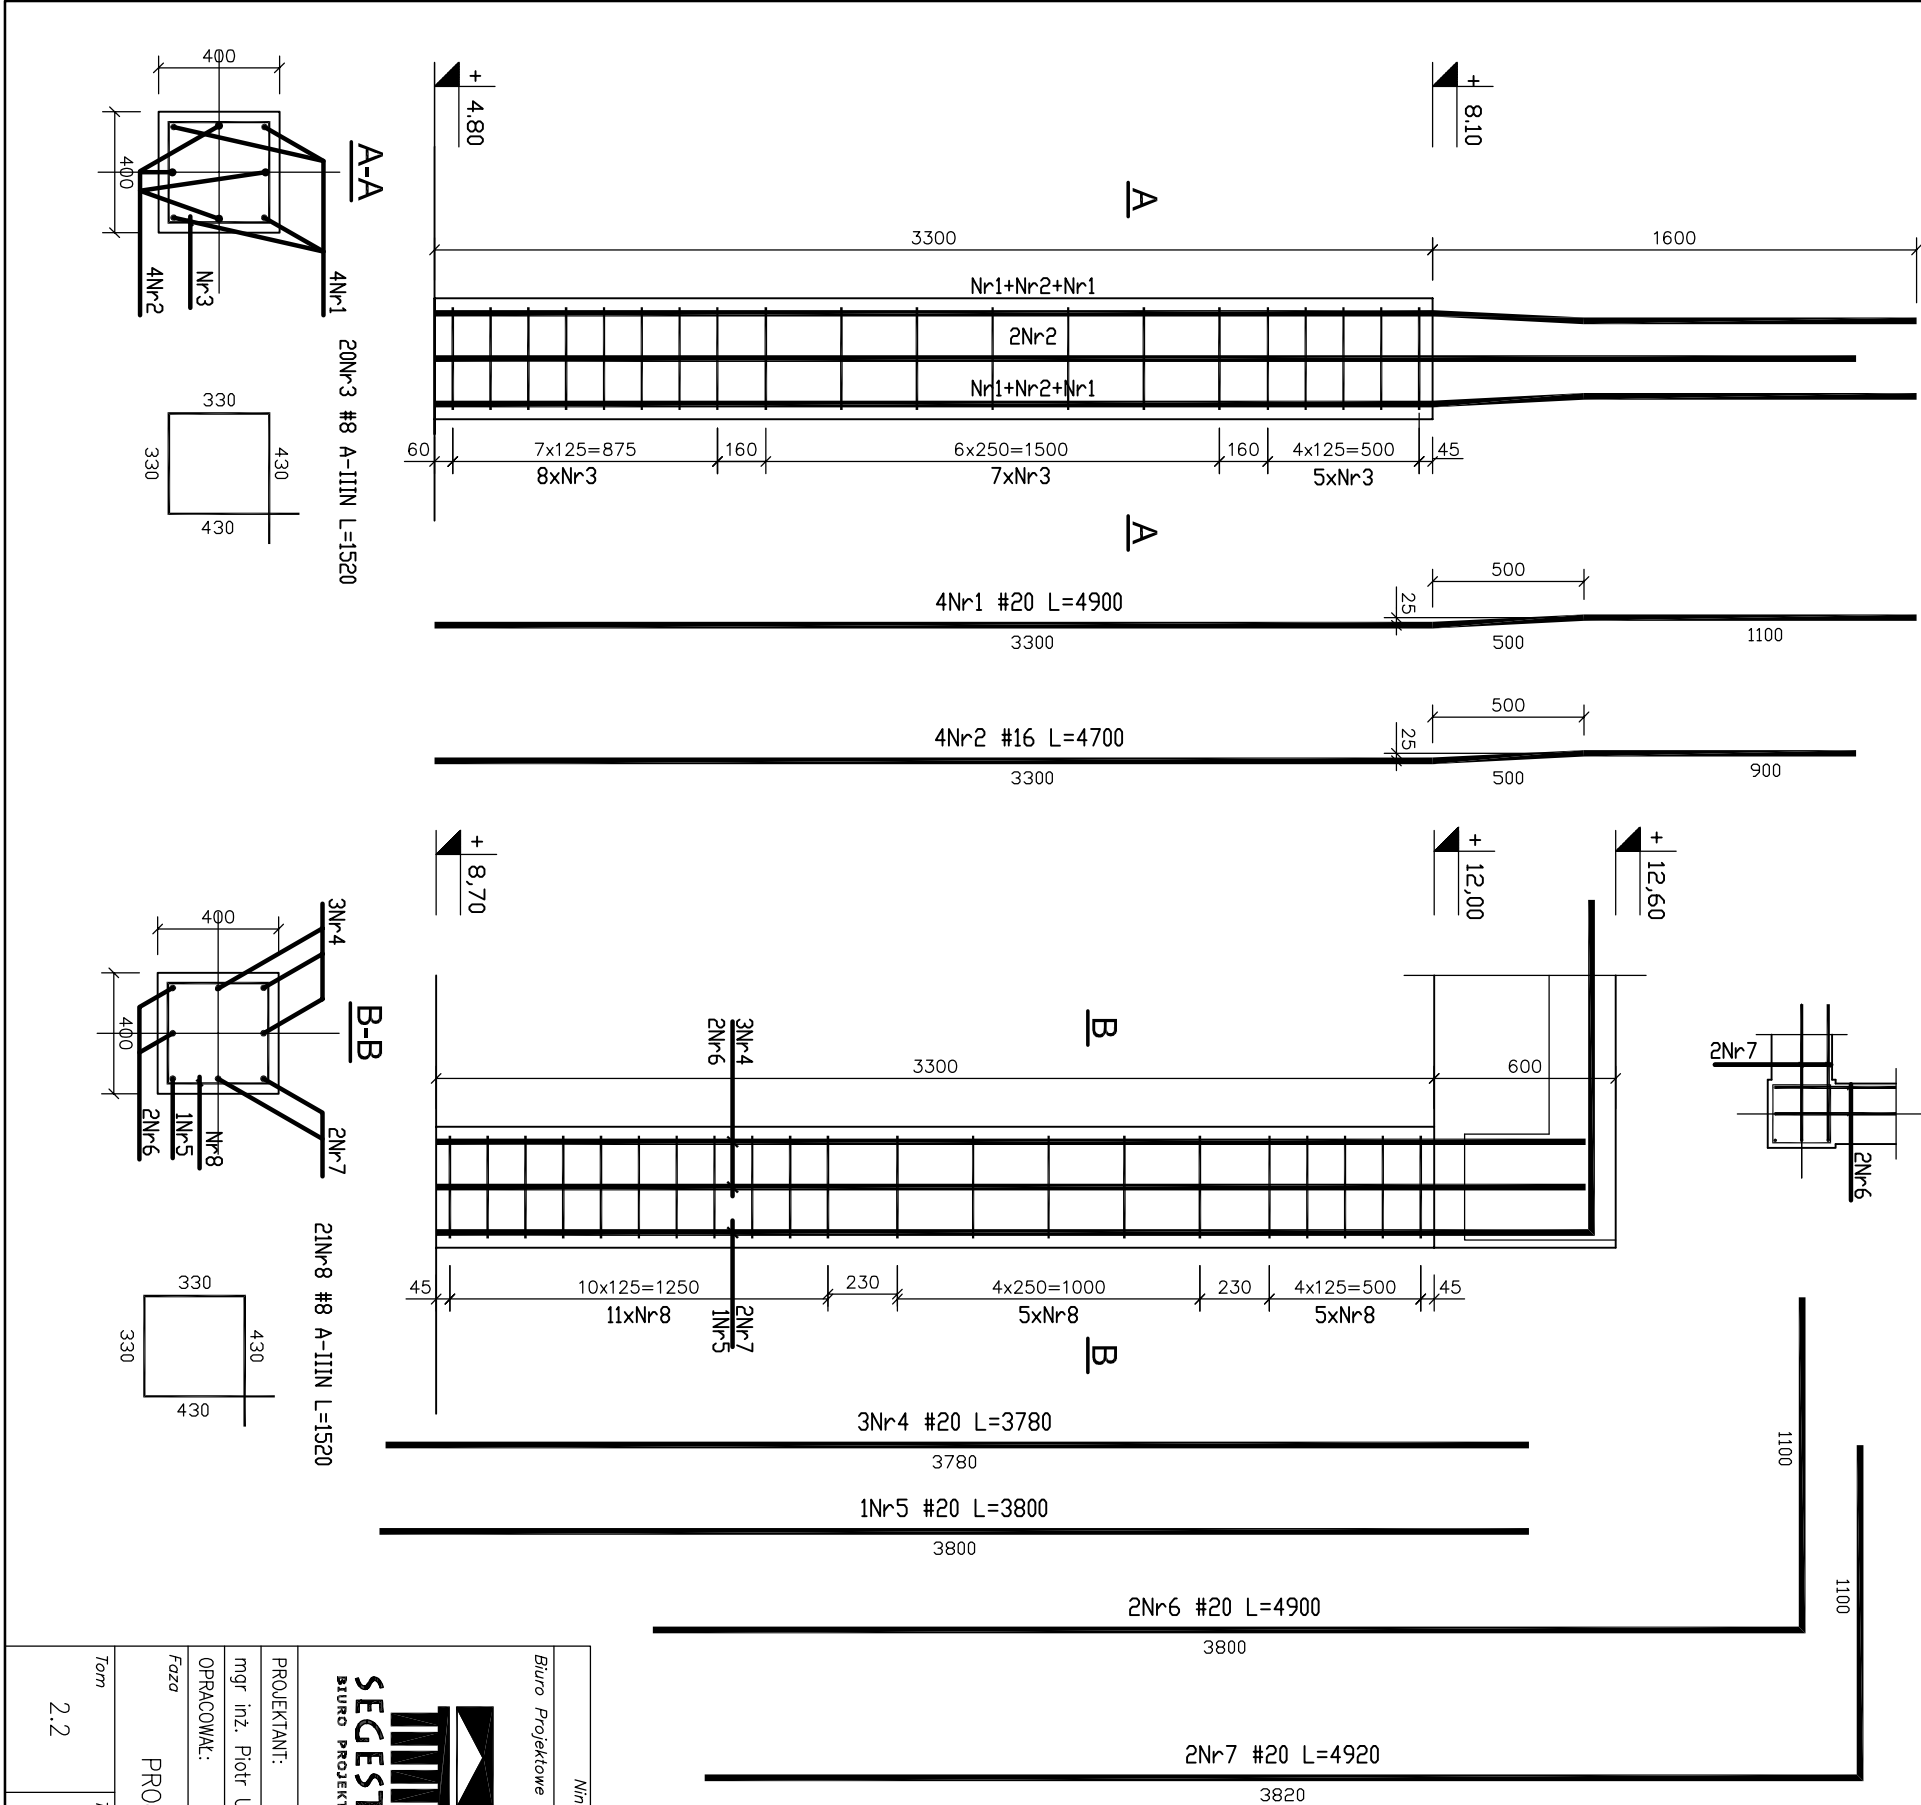 400
400
A-A
4Nr1
Nr3
4Nr2
+
4.80
+
8.10
A
3300
1600
Nr1+Nr2+Nr1
2Nr2
Nr1+Nr2+Nr1
60
7x125=875
160
6x250=1500
160
4x125=500
45
8xNr3
7xNr3
5xNr3
A
20Nr3 #8 A-IIIN L=1520
330
330
430
430
4Nr1 #20 L=4900
3300
500
25
500
1100
4Nr2 #16 L=4700
3300
500
25
500
900
+
8,70
+
12,00
+
12,60
3Nr4
400
400
B-B
2Nr7
Nr8
1Nr5
2Nr6
B
3Nr4
2Nr6
3300
600
2Nr7
2Nr6
45
10x125=1250
230
4x250=1000
230
4x125=500
45
11xNr8
5xNr8
5xNr8
2Nr7
1Nr5
B
21Nr8 #8 A-IIIN L=1520
330
330
430
430
3Nr4 #20 L=3780
3780
1Nr5 #20 L=3800
3800
2Nr6 #20 L=4900
3800
1100
2Nr7 #20 L=4920
3820
1100
Biuro Projektowe
SEGEST
BIURO PROJEKT
PROJEKTANT:
mgr inż. Piotr
OPRACOWAŁ:
Faza
PRO
Tom
2.2